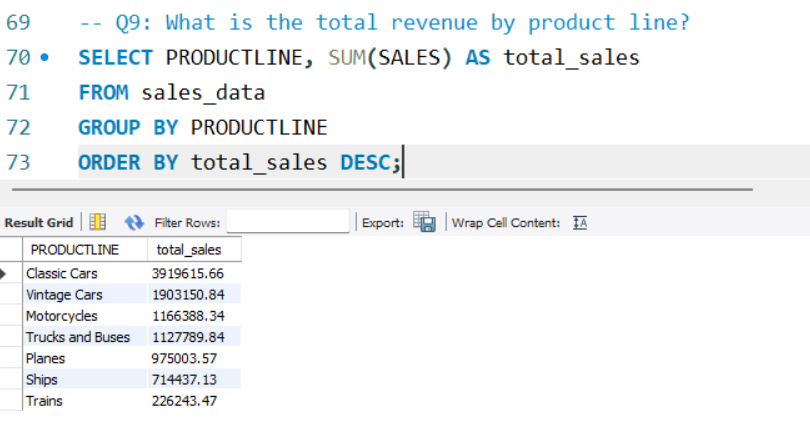 69 -- Q9: What is the total revenue by product line?
70 SELECT PRODUCTLINE, SUM(SALES) AS total_sales
71 FROM sales_data
72 GROUP BY PRODUCTLINE
73 ORDER BY total_sales DESC;
Result Grid Filter Rows: Export: Wrap Cell Content: IA
PRODUCTLINE total_sales
Classic Cars 3919615.66
Vintage Cars 1903150.84
Motorcycles 1166388.34
Trucks and Buses 1127789.84
Planes 975003.57
Ships 714437.13
Trains 226243.47